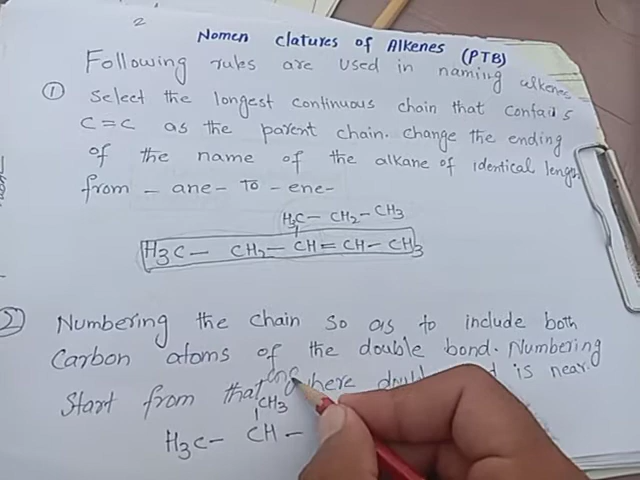 2
Nomen clatures of Alkenes (PTB)
Following rules are used in naming alkenes
① Select the longest continuous chain that contains
C=C as the parent chain. Change the ending
of the name of the alkane of identical length
from - ane - To - ene -
H3C - CH2 - CH3
H3C - CH2 - CH = CH - CH3
② Numbering the chain so as to include both
Carbon atoms of the double bond. Numbering
Start from that end here is near.
CH3
H3C - CH -